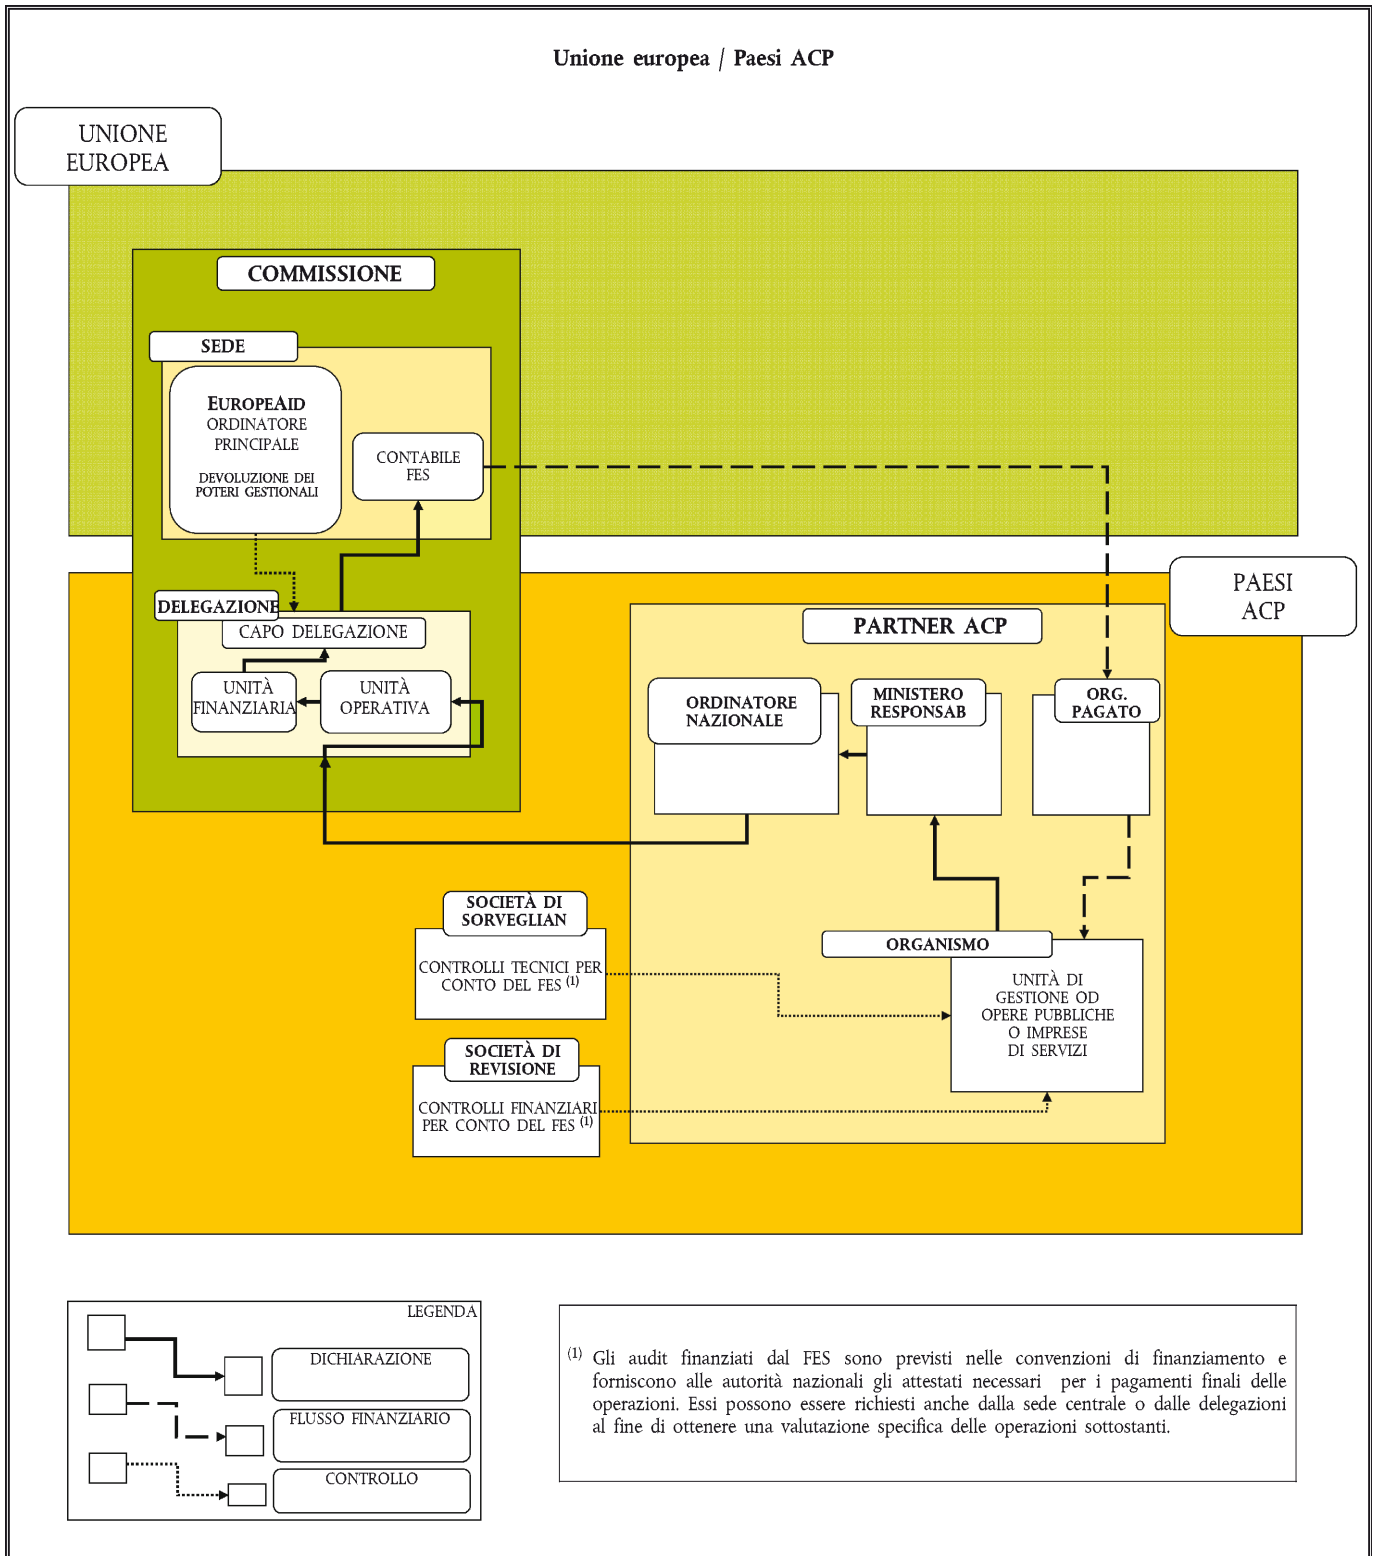 Unione europea / Paesi ACP
UNIONE
EUROPEA
COMMISSIONE
SEDE
EUROPEAID
ORDINATORE
PRINCIPALE
DEVOLUZIONE DEI
POTERI GESTIONALI
CONTABILE
FES
PAESI
ACP
DELEGAZIONE
CAPO DELEGAZIONE
UNITÀ
FINANZIARIA
UNITÀ
OPERATIVA
PARTNER ACP
ORDINATORE
NAZIONALE
MINISTERO
RESPONSAB
ORG.
PAGATO
SOCIETÀ DI
SORVEGLIAN
CONTROLLI TECNICI PER
CONTO DEL FES (1)
ORGANISMO
UNITÀ DI
GESTIONE OD
OPERE PUBBLICHE
O IMPRESE
DI SERVIZI
SOCIETÀ DI
REVISIONE
CONTROLLI FINANZIARI
PER CONTO DEL FES (1)
LEGENDA
DICHIARAZIONE
FLUSSO FINANZIARIO
CONTROLLO
(1) Gli audit finanziati dal FES sono previsti nelle convenzioni di finanziamento e
forniscono alle autorità nazionali gli attestati necessari per i pagamenti finali delle
operazioni. Essi possono essere richiesti anche dalla sede centrale o dalle delegazioni
al fine di ottenere una valutazione specifica delle operazioni sottostanti.